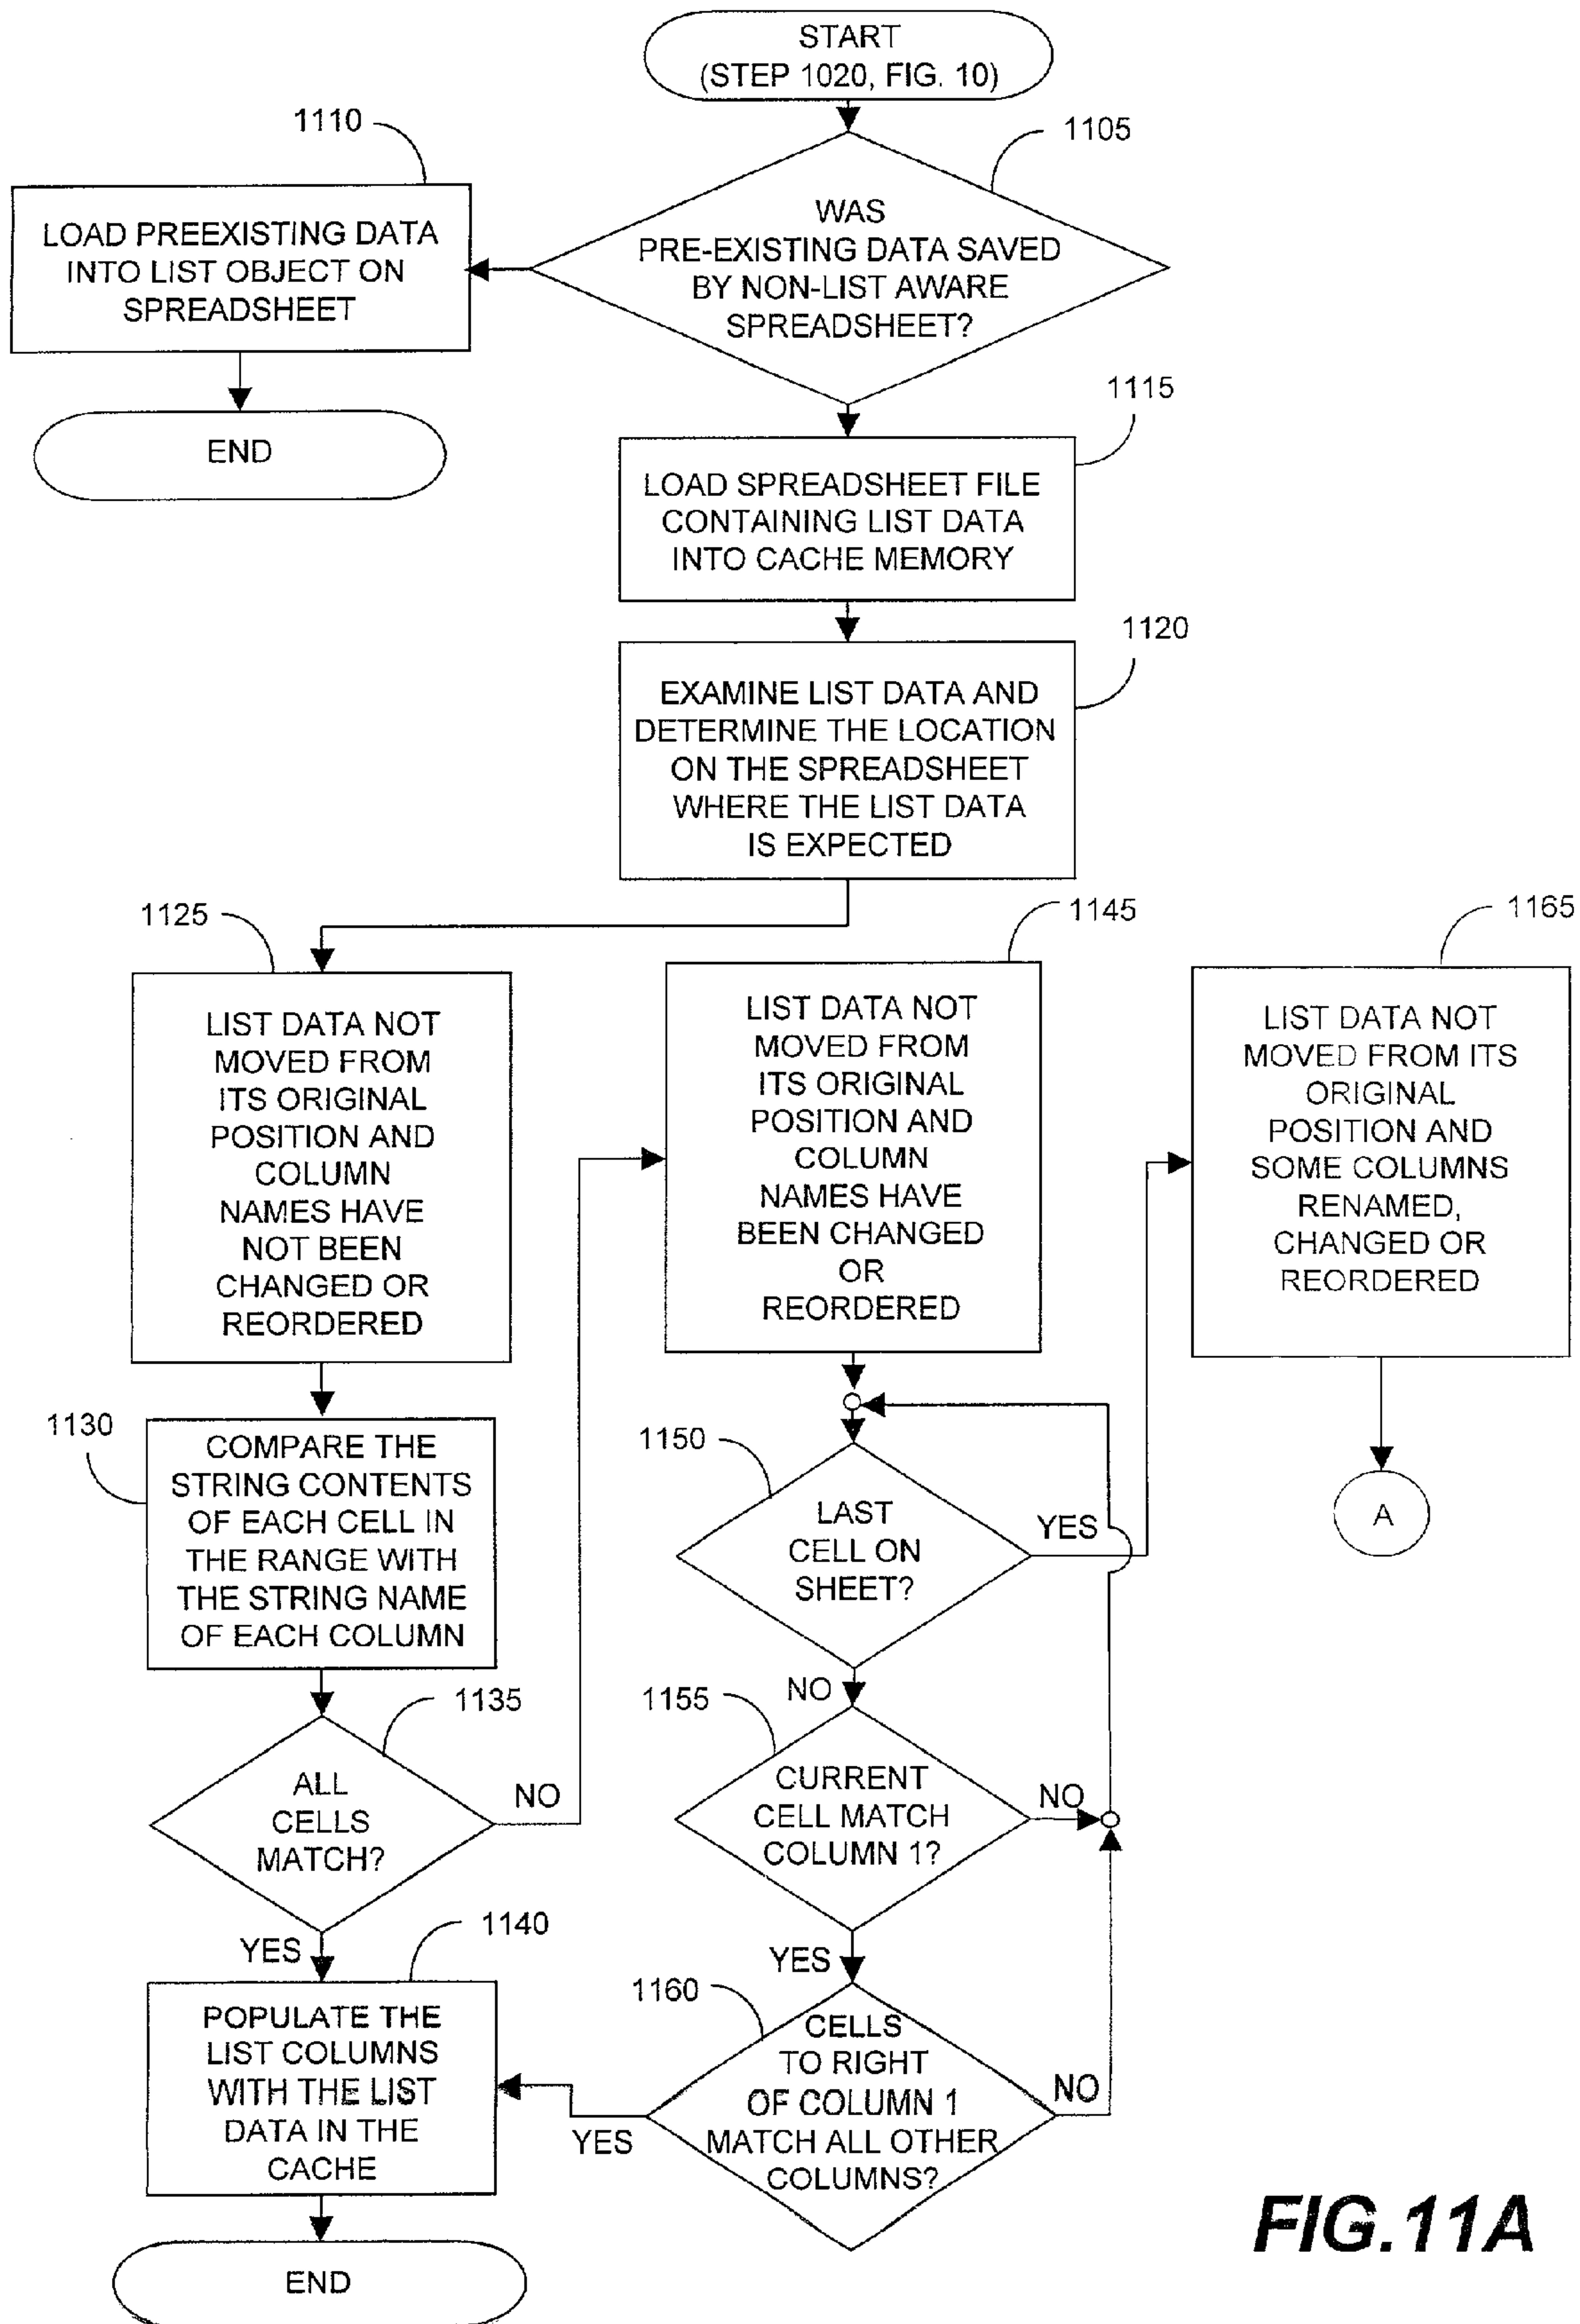 START
(STEP 1020, FIG. 10)
1110
1105
LOAD PREEXISTING DATA
INTO LIST OBJECT ON
SPREADSHEET
WAS
PRE-EXISTING DATA SAVED
BY NON-LIST AWARE
SPREADSHEET?
END
1115
LOAD SPREADSHEET FILE
CONTAINING LIST DATA
INTO CACHE MEMORY
1120
EXAMINE LIST DATA AND
DETERMINE THE LOCATION
ON THE SPREADSHEET
WHERE THE LIST DATA
IS EXPECTED
1125
LIST DATA NOT
MOVED FROM
ITS ORIGINAL
POSITION AND
COLUMN
NAMES HAVE
NOT BEEN
CHANGED OR
REORDERED
1145
LIST DATA NOT
MOVED FROM
ITS ORIGINAL
POSITION AND
COLUMN
NAMES HAVE
BEEN CHANGED
OR
REORDERED
1165
LIST DATA NOT
MOVED FROM ITS
ORIGINAL
POSITION AND
SOME COLUMNS
RENAMED,
CHANGED OR
REORDERED
A
1130
COMPARE THE
STRING CONTENTS
OF EACH CELL IN
THE RANGE WITH
THE STRING NAME
OF EACH COLUMN
1150
LAST
CELL ON
SHEET?
YES
NO
1135
ALL
CELLS
MATCH?
NO
YES
1155
CURRENT
CELL MATCH
COLUMN 1?
NO
YES
1140
POPULATE THE
LIST COLUMNS
WITH THE LIST
DATA IN THE
CACHE
1160
CELLS
TO RIGHT
OF COLUMN 1
MATCH ALL OTHER
COLUMNS?
NO
YES
END
FIG.11A